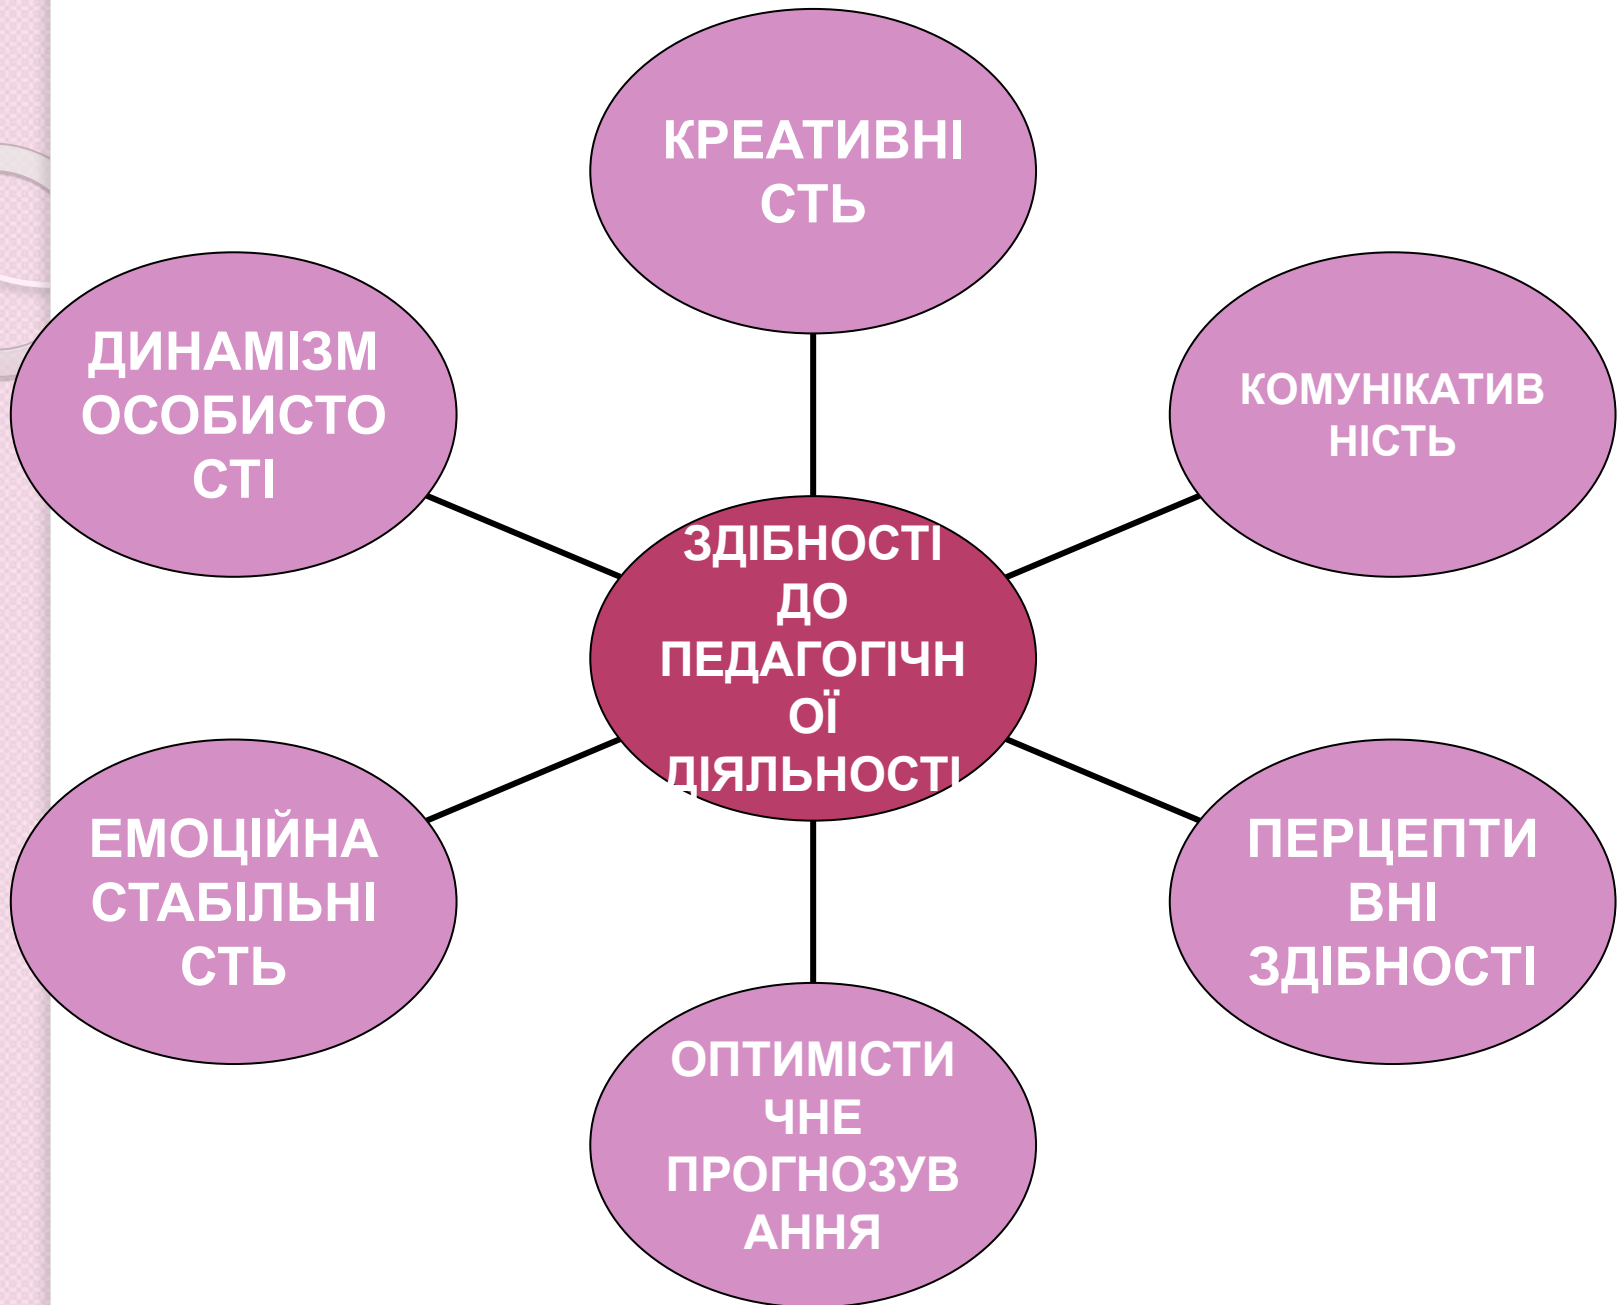 КРЕАТИВНІ
СТЬ
ДИНАМІЗМ
ОСОБИСТО
СТІ
КОМУНІКАТИВ
НІСТЬ
ЗДІБНОСТІ
ДО
ПЕДАГОГІЧН
ОЇ
ДІЯЛЬНОСТІ
ЕМОЦІЙНА
СТАБІЛЬНІ
СТЬ
ПЕРЦЕПТИ
ВНІ
ЗДІБНОСТІ
ОПТИМІСТИ
ЧНЕ
ПРОГНОЗУВ
АННЯ